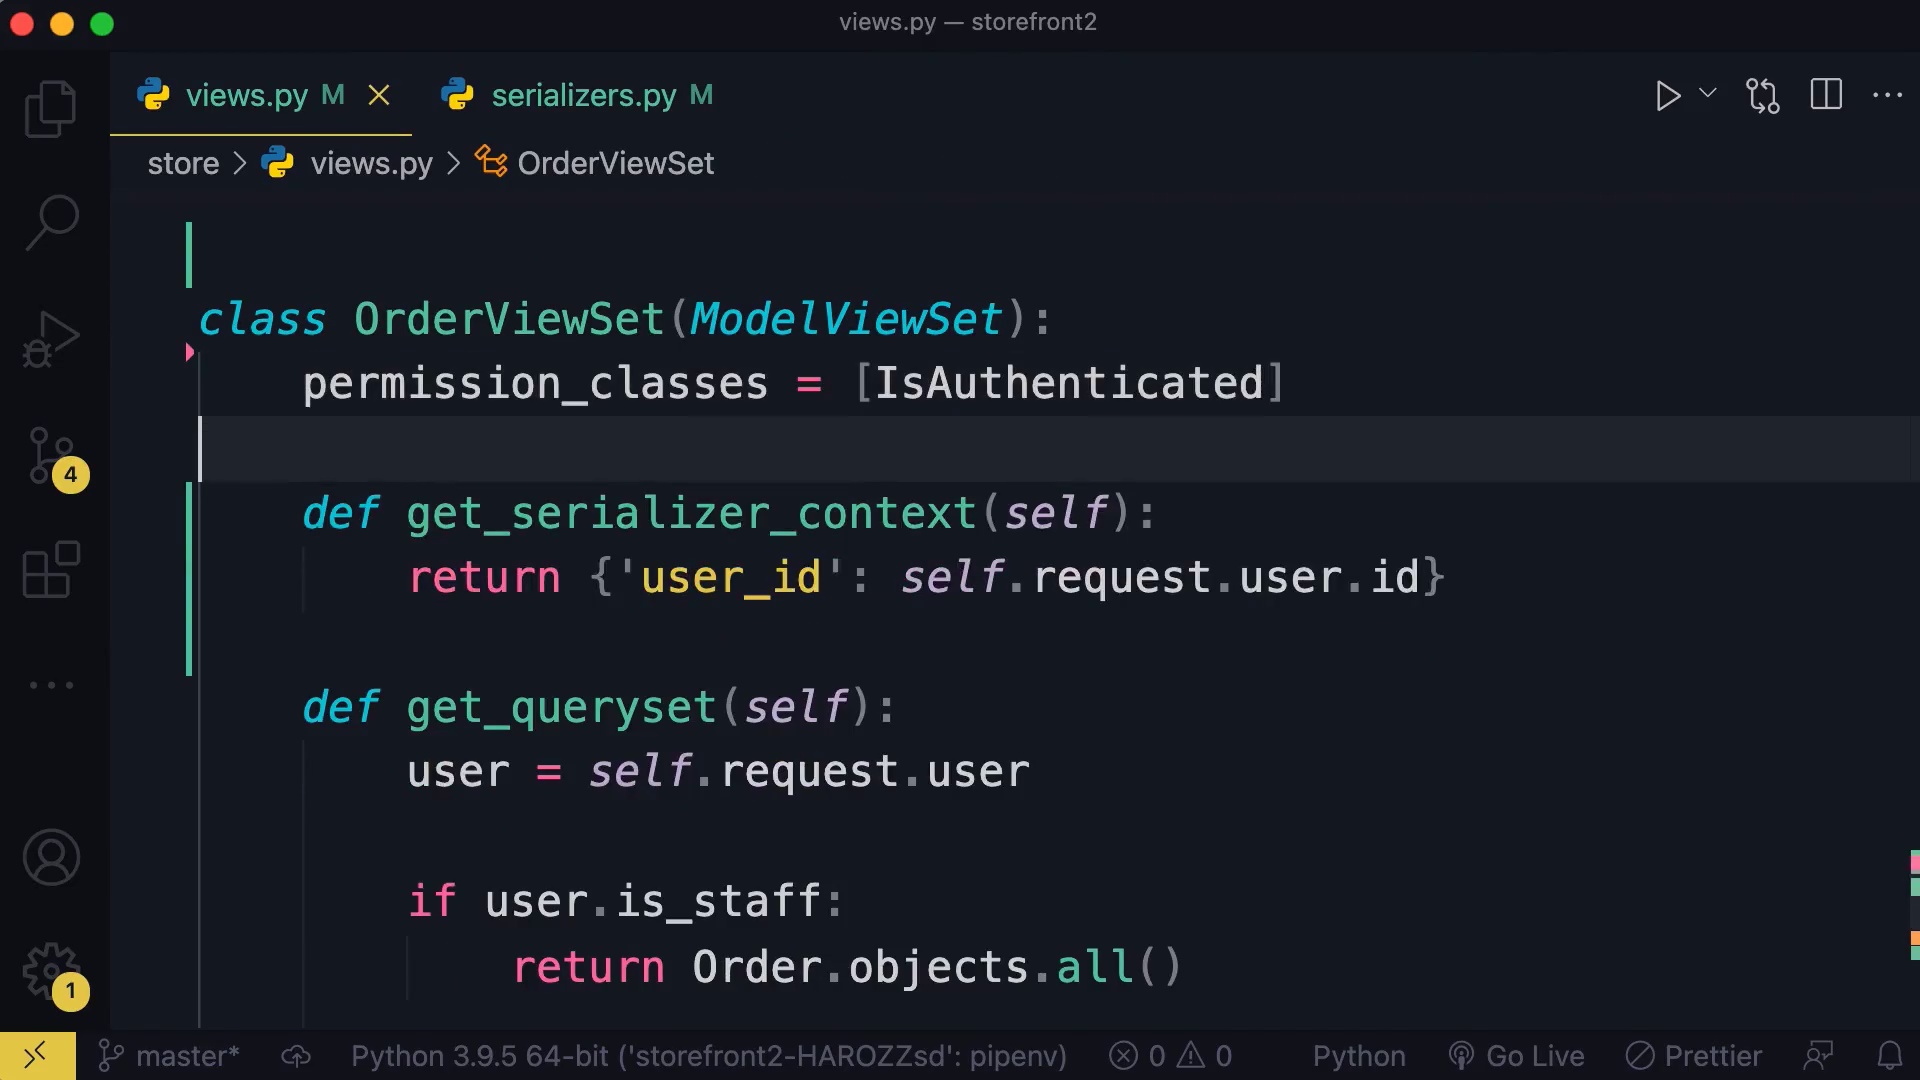 views.py — storefront2
views.py M serializers.py M
store > views.py > OrderViewSet
class OrderViewSet(ModelViewSet):
permission_classes = [IsAuthenticated]
def get_serializer_context(self):
return {'user_id': self.request.user.id}
def get_queryset(self):
user = self.request.user
if user.is_staff:
return Order.objects.all()
4
1
master* Python 3.9.5 64-bit ('storefront2-HAROZZsd': pipenv) 0 0 Python Go Live Prettier